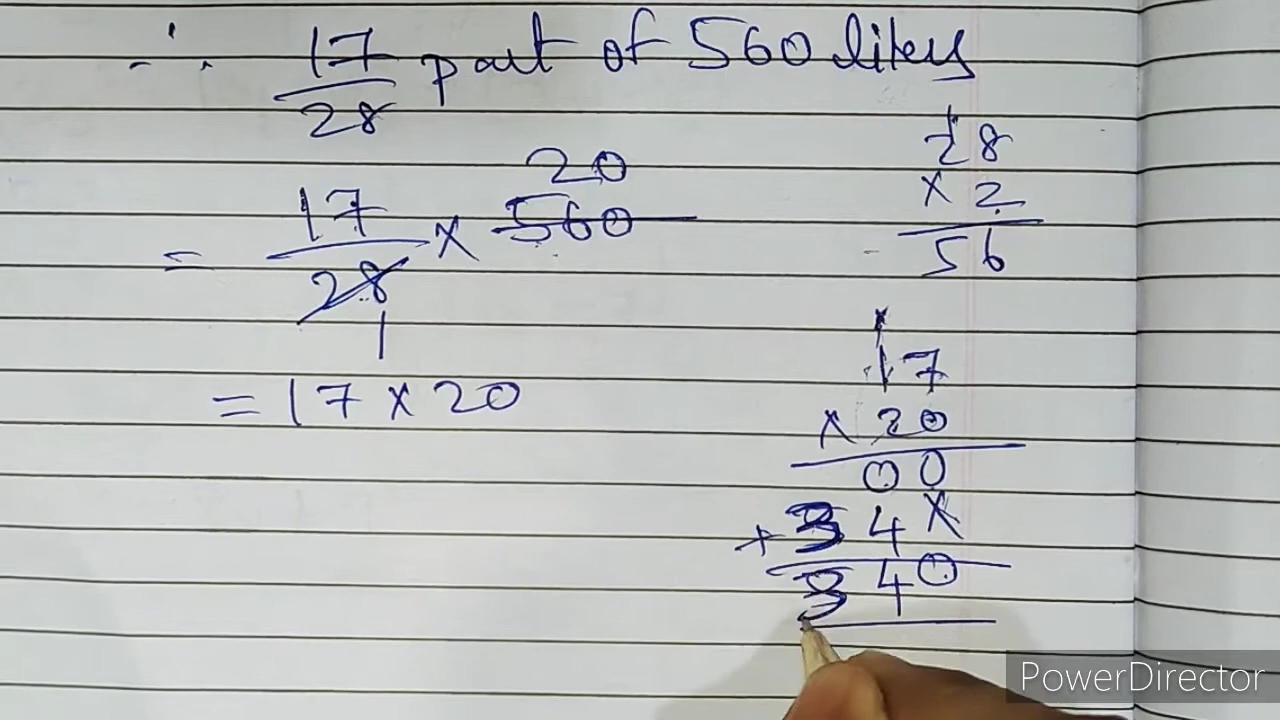 ∴ 17/28 part of 560 liters
= 17/28 × 560
20
1
= 17 × 20
1
28
× 2
56
17
× 20
00
+ 34×
340
PowerDirector